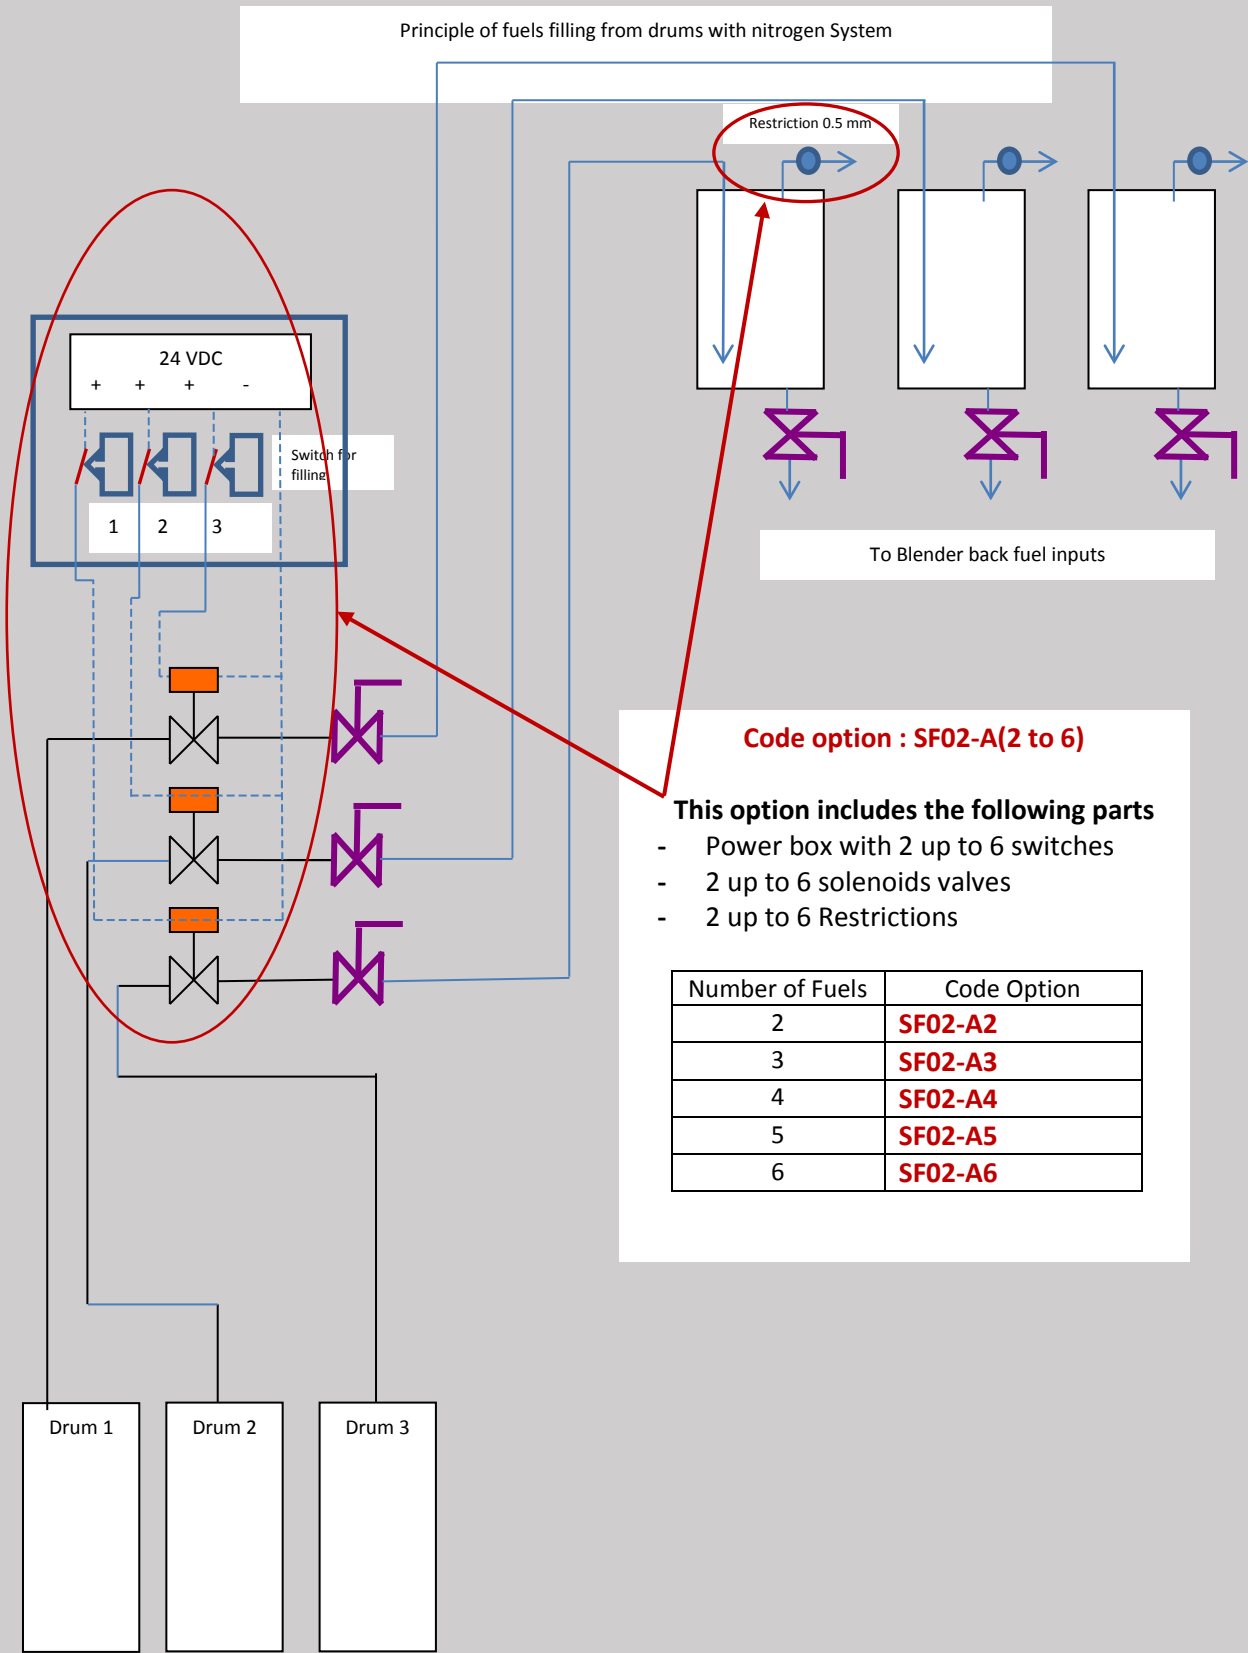 Principle of fuels filling from drums with nitrogen System
Restriction 0.5 mm
24 VDC
+ + + -
Switch for
filling
1 2 3
To Blender back fuel inputs
Code option : SF02-A(2 to 6)
This option includes the following parts
- Power box with 2 up to 6 switches
- 2 up to 6 solenoids valves
- 2 up to 6 Restrictions
Number of Fuels Code Option
2 SF02-A2
3 SF02-A3
4 SF02-A4
5 SF02-A5
6 SF02-A6
Drum 1 Drum 2 Drum 3